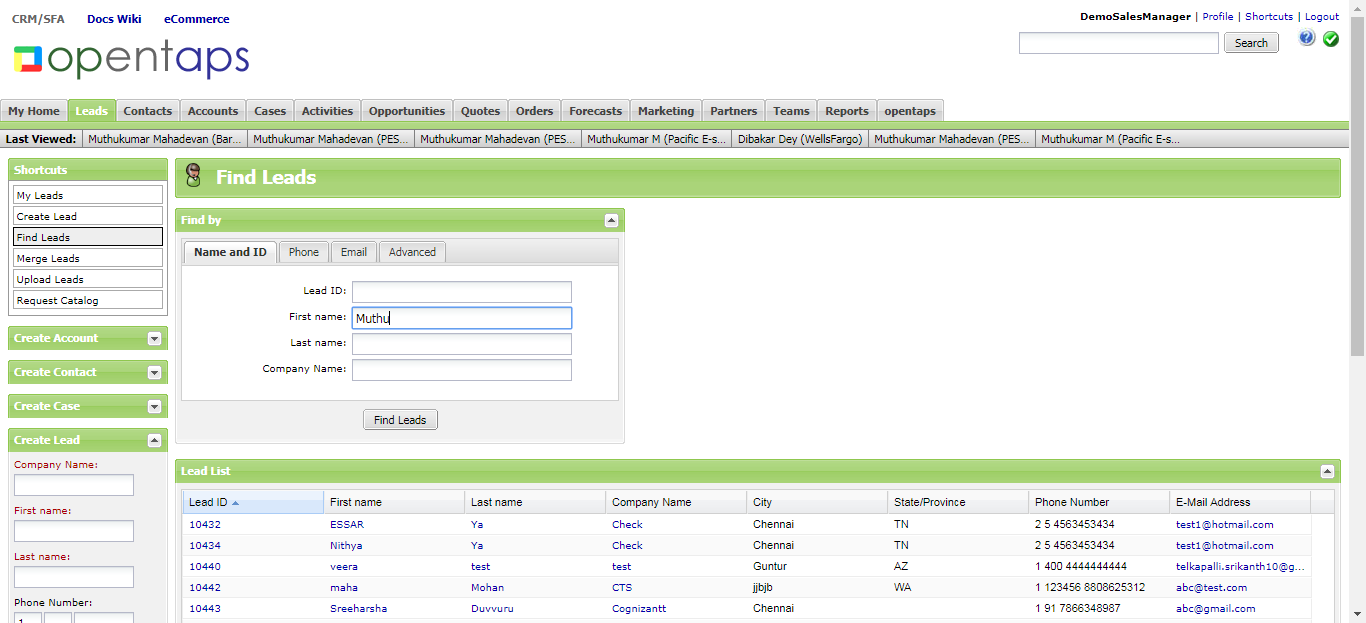 CRM/SFA Docs Wiki eCommerce
DemoSalesManager | Profile | Shortcuts | Logout
opentaps
Search
My Home Leads Contacts Accounts Cases Activities Opportunities Quotes Orders Forecasts Marketing Partners Teams Reports opentaps
Last Viewed: Muthukumar Mahadevan (Bar... Muthukumar Mahadevan (PES... Muthukumar Mahadevan (PES... Muthukumar M (Pacific E-s... Dibakar Dey (WellsFargo) Muthukumar Mahadevan (PES... Muthukumar M (Pacific E-s...
Shortcuts
My Leads
Create Lead
Find Leads
Merge Leads
Upload Leads
Request Catalog
Create Account
Create Contact
Create Case
Create Lead
Company Name:
First name:
Last name:
Phone Number:
1
Find Leads
Find by
Name and ID Phone Email Advanced
Lead ID:
First name: Muthu
Last name:
Company Name:
Find Leads
Lead List
Lead ID First name Last name Company Name City State/Province Phone Number E-Mail Address
10432 ESSAR Ya Check Chennai TN 2 5 4563453434 test1@hotmail.com
10434 Nithya Ya Check Chennai TN 2 5 4563453434 test1@hotmail.com
10440 veera test test Guntur AZ 1 400 4444444444 telkapalli.srikanth10@g...
10442 maha Mohan CTS jjbjb WA 1 123456 8808625312 abc@test.com
10443 Sreeharsha Duvvuru Cognizantt Chennai 1 91 7866348987 abc@gmail.com